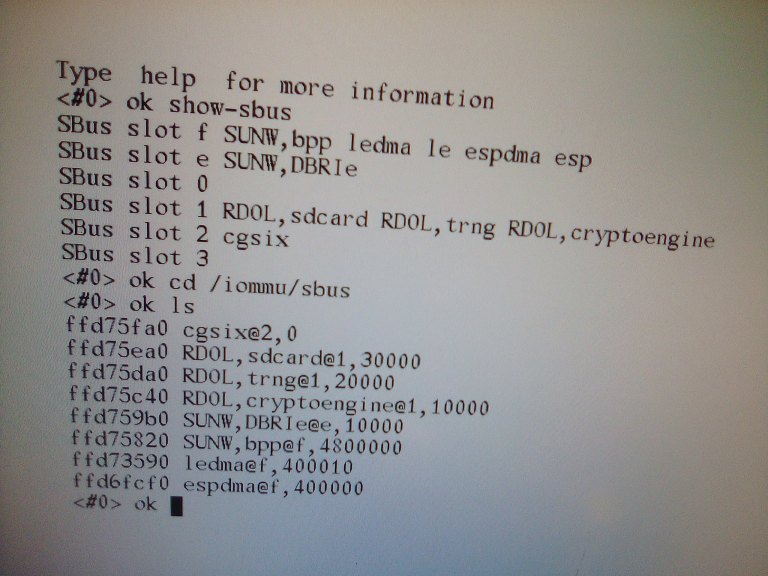 Type help for more information
<#0> ok show-sbus
SBus slot f SUNW,bpp ledma le espdma esp
SBus slot e SUNW,DBRIe
SBus slot 0
SBus slot 1 RDOL,sdcard RDOL,trng RDOL,cryptoengine
SBus slot 2 cgsix
SBus slot 3
<#0> ok cd /iommu/sbus
<#0> ok ls
ffd75fa0 cgsix@2,0
ffd75ea0 RDOL,sdcard@1,30000
ffd75da0 RDOL,trng@1,20000
ffd75c40 RDOL,cryptoengine@1,10000
ffd759b0 SUNW,DBRIe@e,10000
ffd75820 SUNW,bpp@f,4800000
ffd73590 ledma@f,400010
ffd6fcf0 espdma@f,400000
<#0> ok